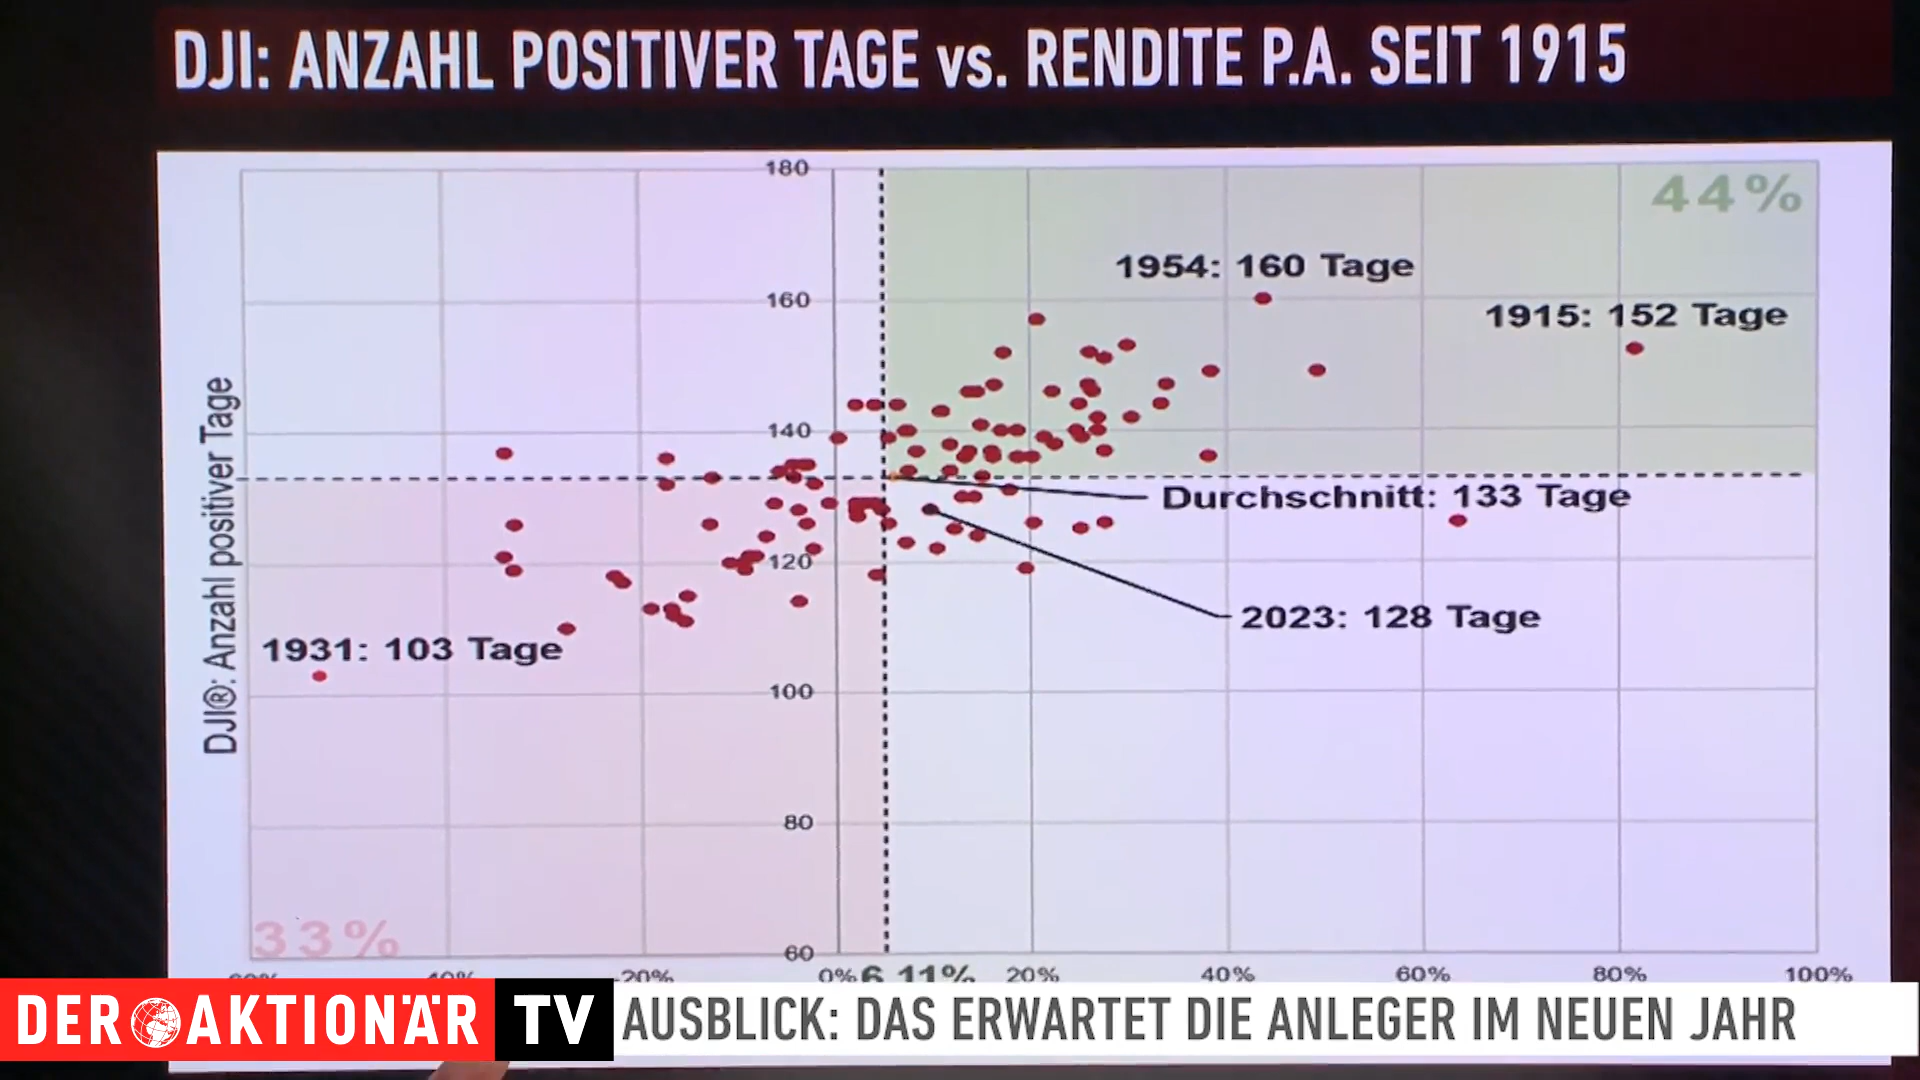 DJI: ANZAHL POSITIVER TAGE vs. RENDITE P.A. SEIT 1915
180
44%
1954: 160 Tage
160
1915: 152 Tage
140
DJI®: Anzahl positiver Tage
Durchschnitt: 133 Tage
120
2023: 128 Tage
1931: 103 Tage
100
80
33%
60
-20%
0%
6,11%
20%
40%
60%
80%
100%
DER AKTIONÄR TV
AUSBLICK: DAS ERWARTET DIE ANLEGER IM NEUEN JAHR